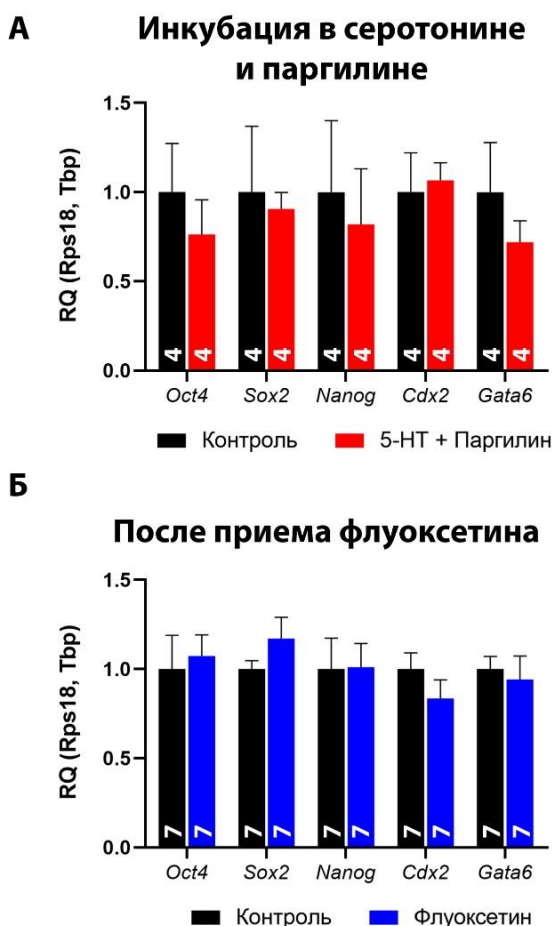 А
Инкубация в серотонине
и паргилине
1.5
1.0
0.5
0.0
RQ (Rps18, Tbp)
4 4 4 4 4 4 4 4 4 4
Oct4 Sox2 Nanog Cdx2 Gata6
Контроль 5-НТ + Паргилин
Б
После приема флуоксетина
1.5
1.0
0.5
0.0
RQ (Rps18, Tbp)
7 7 7 7 7 7 7 7 7 7
Oct4 Sox2 Nanog Cdx2 Gata6
Контроль Флуоксетин